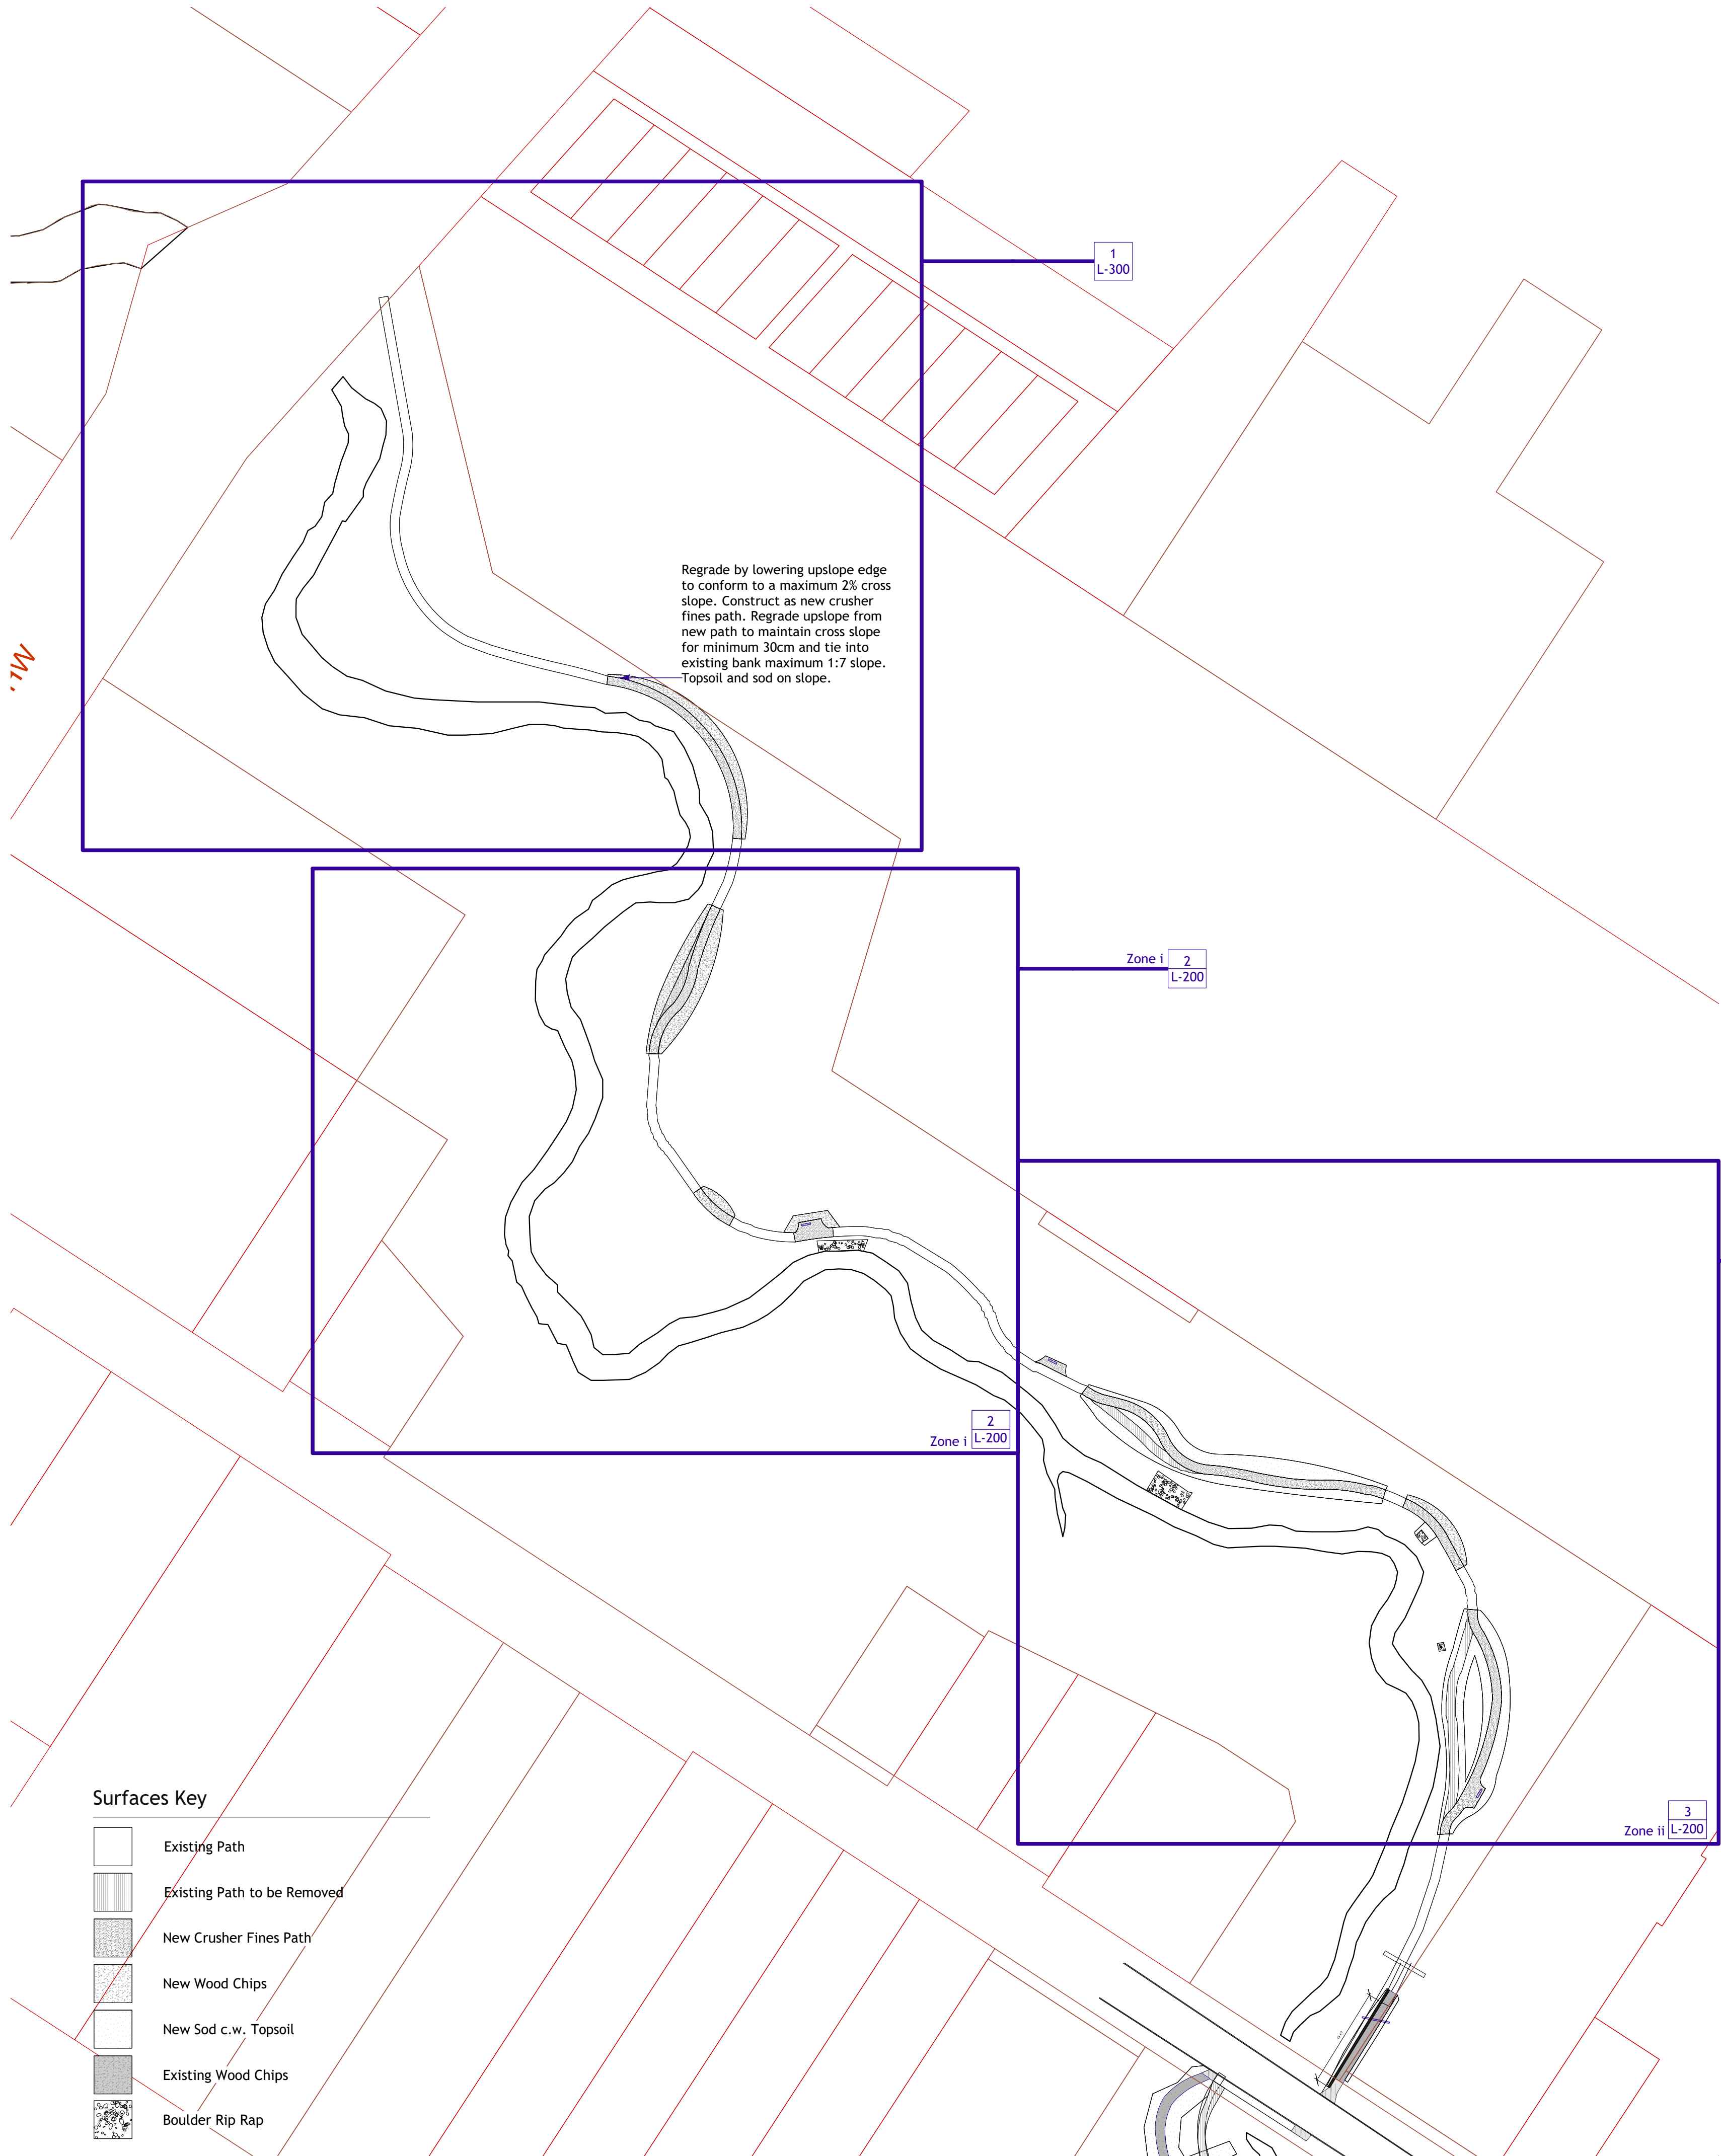 1
L-300
Regrade by lowering upslope edge
to conform to a maximum 2% cross
slope. Construct as new crusher
fines path. Regrade upslope from
new path to maintain cross slope
for minimum 30cm and tie into
existing bank maximum 1:7 slope.
Topsoil and sod on slope.
1W
Zone i
2
L-200
2
Zone i L-200
3
Zone ii L-200
Surfaces Key
Existing Path
Existing Path to be Removed
New Crusher Fines Path
New Wood Chips
New Sod c.w. Topsoil
Existing Wood Chips
Boulder Rip Rap